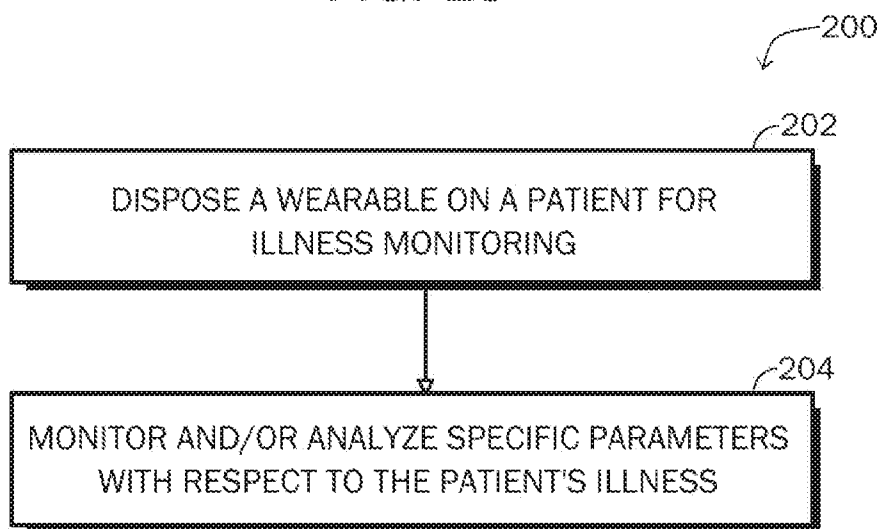 200
202
DISPOSE A WEARABLE ON A PATIENT FOR
ILLNESS MONITORING
204
MONITOR AND/OR ANALYZE SPECIFIC PARAMETERS
WITH RESPECT TO THE PATIENT'S ILLNESS